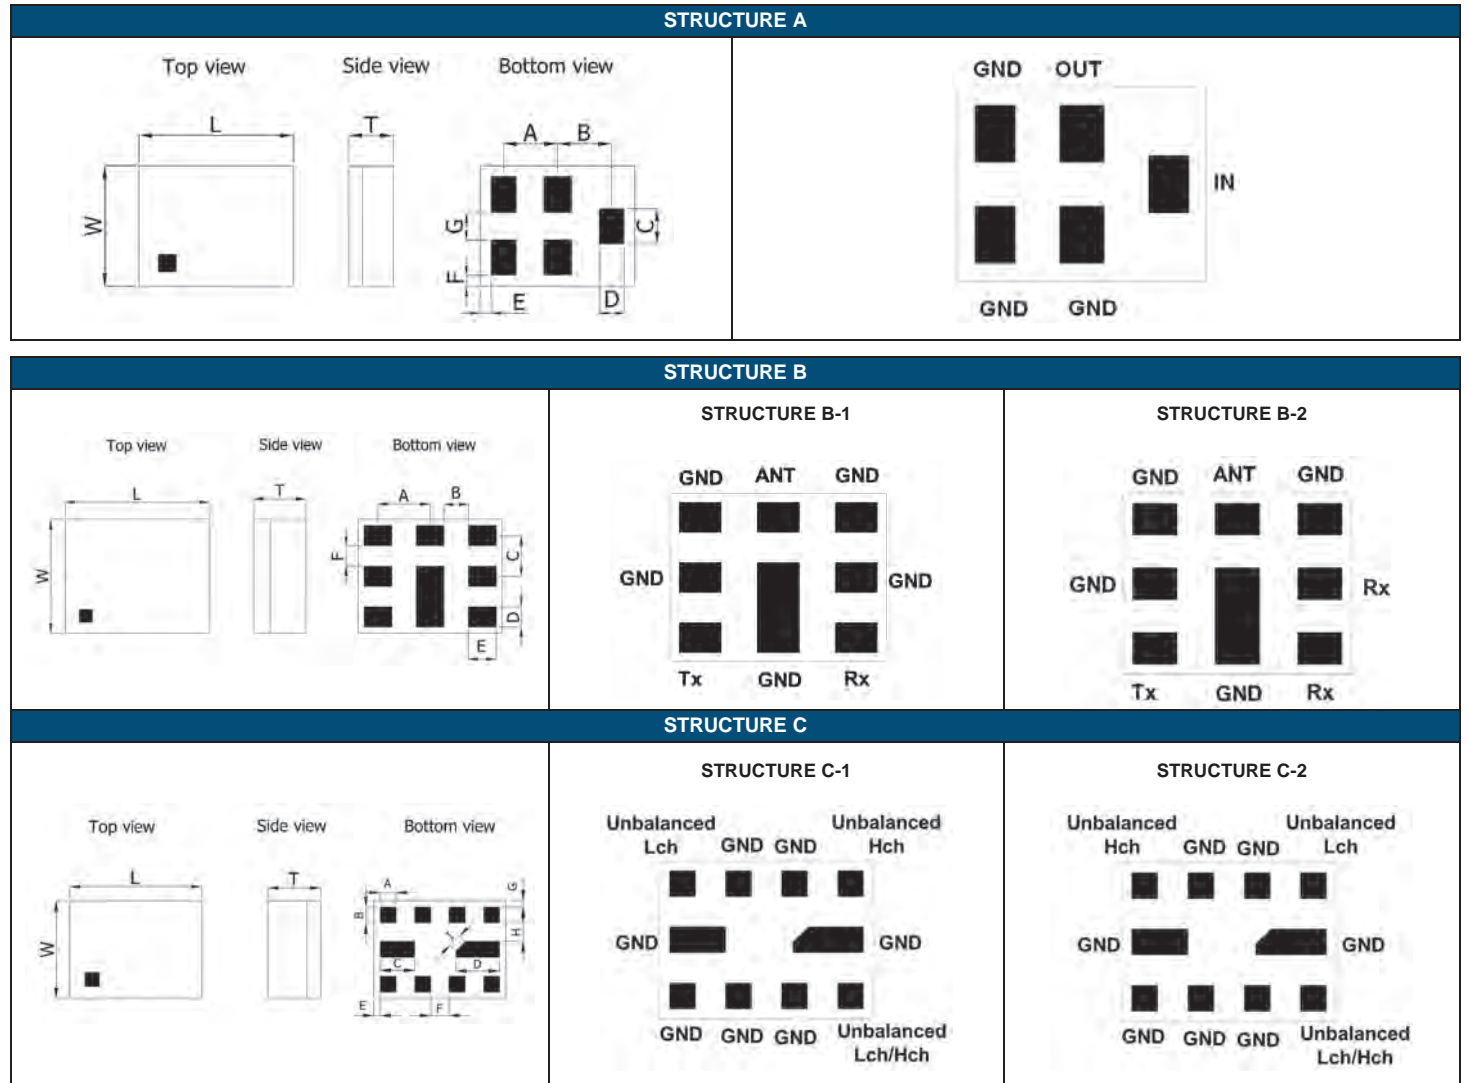 STRUCTURE A
Top view Side view Bottom view
L
T
W
A B
G
C
F
E
D
GND OUT
IN
GND GND
STRUCTURE B
Top view Side view Bottom view
L
T
W
A B
F
C
D
E
STRUCTURE B-1
GND ANT GND
GND GND
Tx GND Rx
STRUCTURE B-2
GND ANT GND
GND Rx
Tx GND Rx
STRUCTURE C
Top view Side view Bottom view
L
T
W
A
G
B
H
I
C D
E F
STRUCTURE C-1
Unbalanced Unbalanced
Lch GND GND Hch
GND GND
GND GND GND Unbalanced
Lch/Hch
STRUCTURE C-2
Unbalanced Unbalanced
Hch GND GND Lch
GND GND
GND GND GND Unbalanced
Lch/Hch